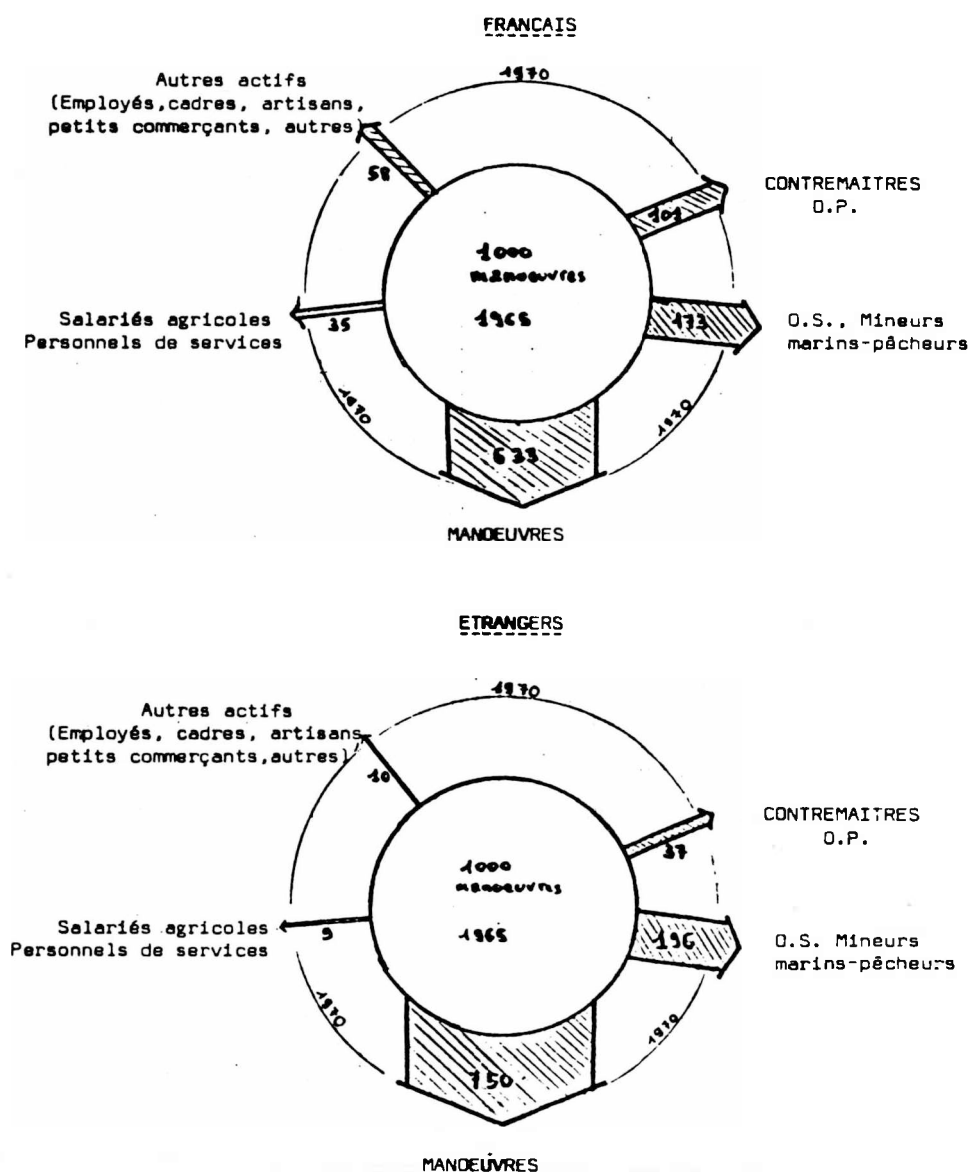 FRANCAIS
1970
Autres actifs
(Employés,cadres, artisans,
petits commerçants, autres)
58
CONTREMAITRES
O.P.
101
1000
manoeuvres
1965
Salariés agricoles
Personnels de services
35
173
O.S., Mineurs
marins-pêcheurs
1970
1970
633
MANOEUVRES
ETRANGERS
1970
Autres actifs
(Employés, cadres, artisans,
petits commerçants,autres)
10
CONTREMAITRES
O.P.
37
1000
manoeuvres
1965
Salariés agricoles
Personnels de services
9
196
O.S. Mineurs
marins-pêcheurs
1970
1970
750
MANOEUVRES